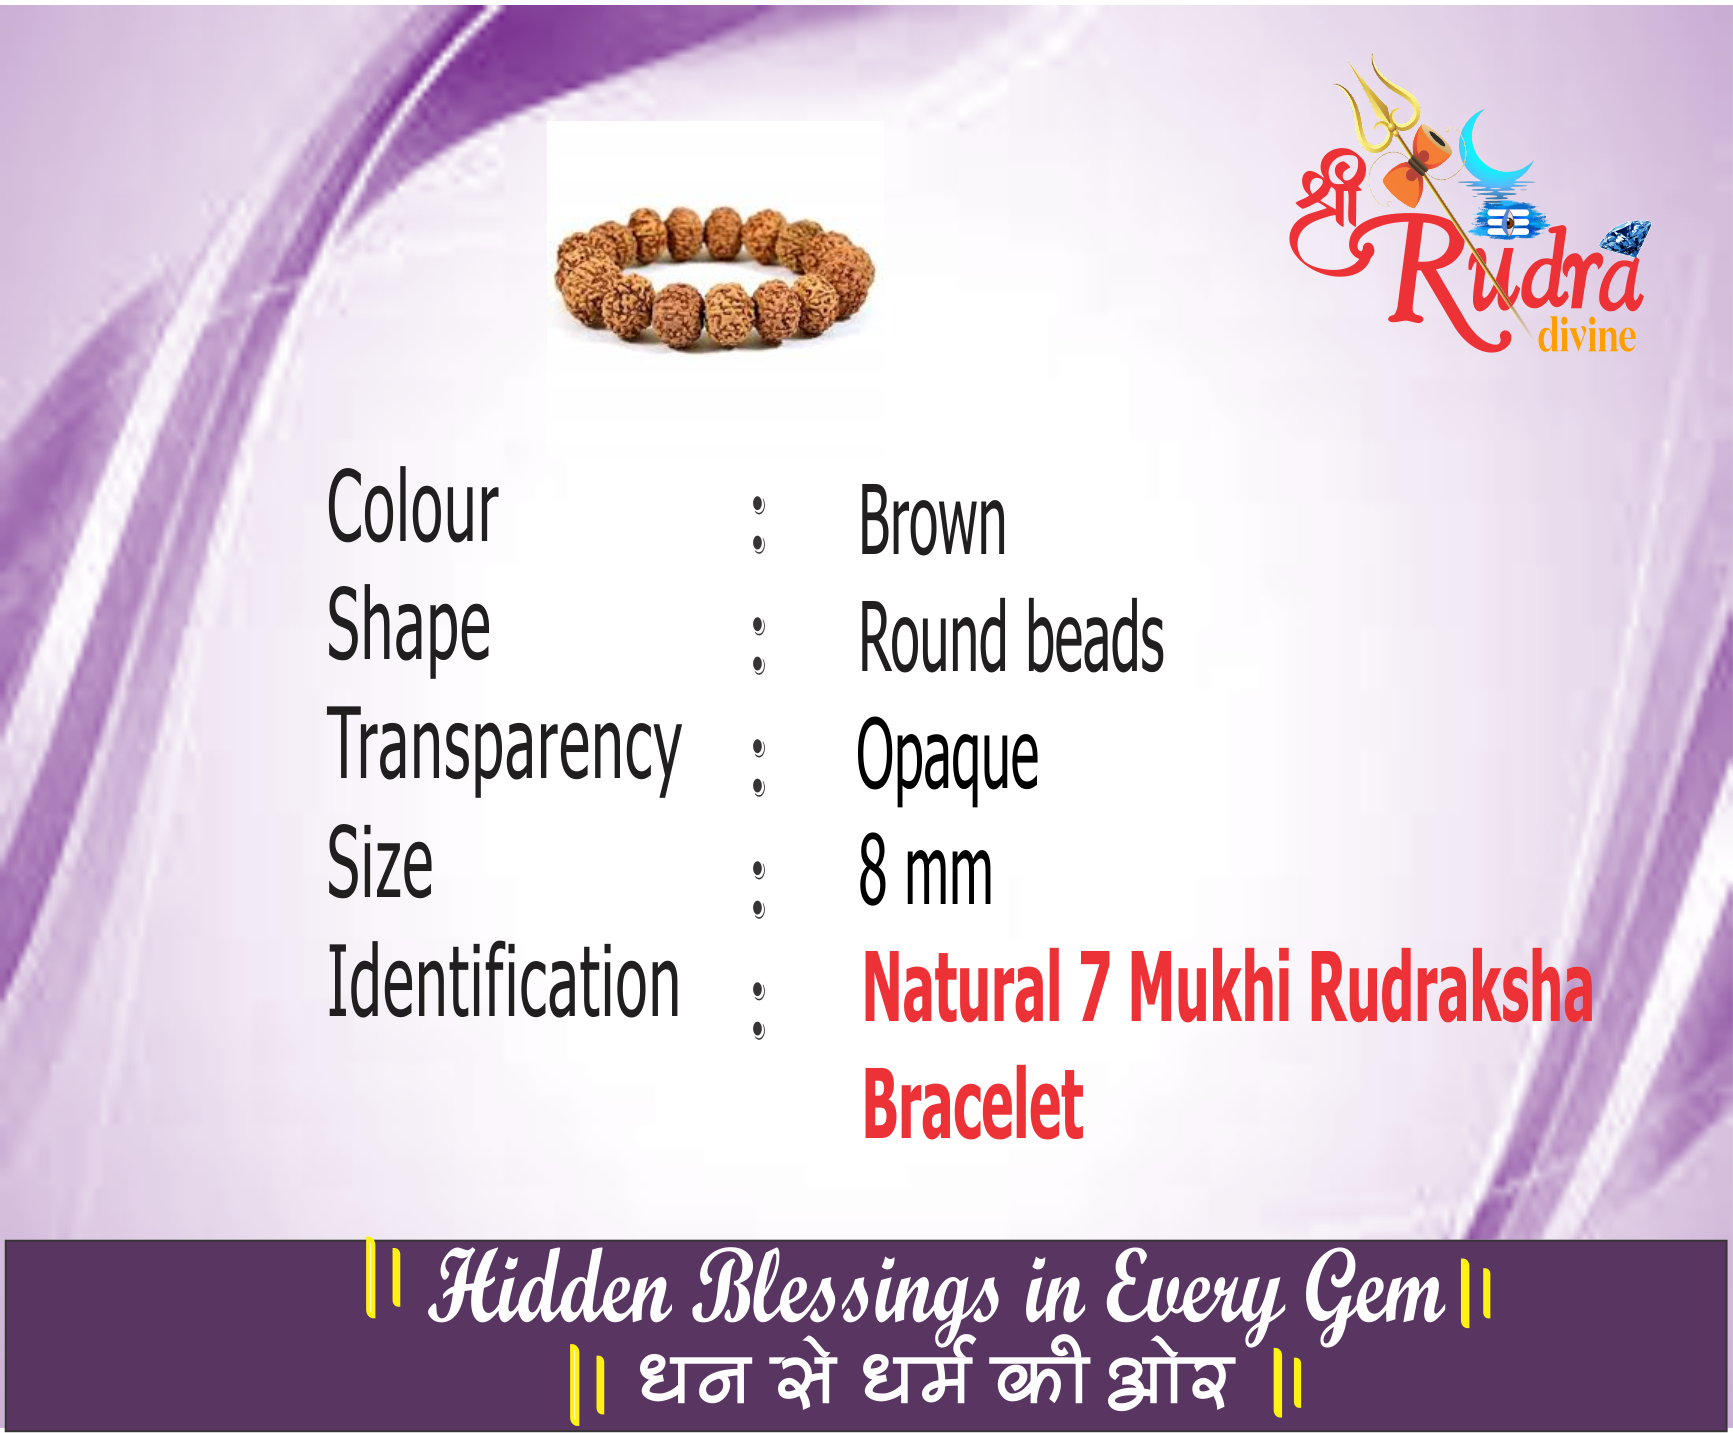 श्री Rudra
divine
Colour : Brown
Shape : Round beads
Transparency : Opaque
Size : 8 mm
Identification : Natural 7 Mukhi Rudraksha
Bracelet
|| Hidden Blessings in Every Gem ||
|| धन से धर्म की ओर ||